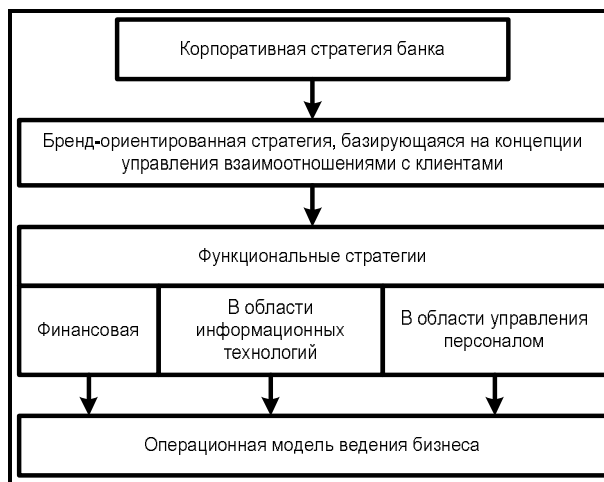 Корпоративная стратегия банка
Бренд-ориентированная стратегия, базирующаяся на концепции
управления взаимоотношениями с клиентами
Функциональные стратегии
Финансовая
В области
информационных
технологий
В области управления
персоналом
Операционная модель ведения бизнеса